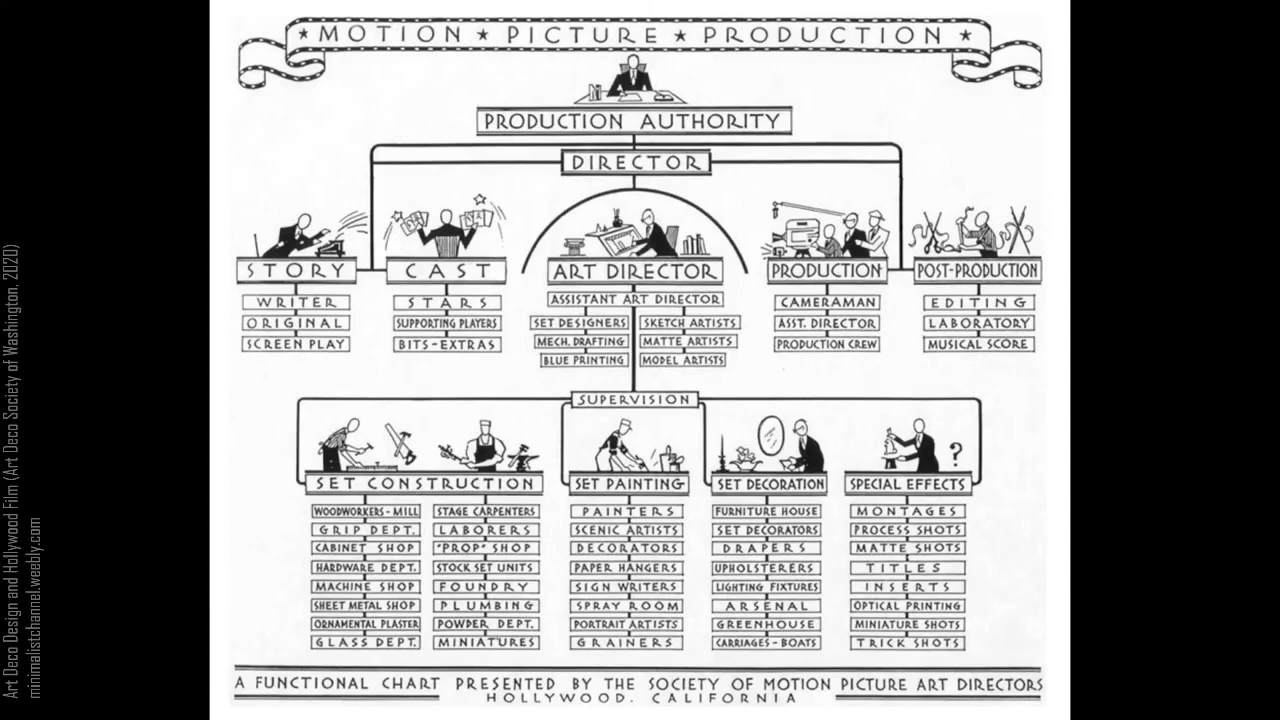 ★ MOTION ★ PICTURE ★ PRODUCTION ★
PRODUCTION AUTHORITY
DIRECTOR
STORY
WRITER
ORIGINAL
SCREEN PLAY
CAST
STARS
SUPPORTING PLAYERS
BITS-EXTRAS
ART DIRECTOR
ASSISTANT ART DIRECTOR
SET DESIGNERS
MECH. DRAFTING
BLUE PRINTING
SKETCH ARTISTS
MATTE ARTISTS
MODEL ARTISTS
PRODUCTION
CAMERAMAN
ASST. DIRECTOR
PRODUCTION CREW
POST-PRODUCTION
EDITING
LABORATORY
MUSICAL SCORE
SUPERVISION
SET CONSTRUCTION
WOODWORKERS-MILL
GRIP DEPT.
CABINET SHOP
HARDWARE DEPT.
MACHINE SHOP
SHEET METAL SHOP
ORNAMENTAL PLASTER
GLASS DEPT.
STAGE CARPENTERS
LABORERS
"PROP" SHOP
STOCK SET UNITS
FOUNDRY
PLUMBING
POWDER DEPT.
MINIATURES
SET PAINTING
PAINTERS
SCENIC ARTISTS
DECORATORS
PAPER HANGERS
SIGN WRITERS
SPRAY ROOM
PORTRAIT ARTISTS
GRAINERS
SET DECORATION
FURNITURE HOUSE
SET DECORATORS
DRAPERS
UPHOLSTERERS
LIGHTING FIXTURES
ARSENAL
GREENHOUSE
CARRIAGES-BOATS
?
SPECIAL EFFECTS
MONTAGES
PROCESS SHOTS
MATTE SHOTS
TITLES
INSERTS
OPTICAL PRINTING
MINIATURE SHOTS
TRICK SHOTS
A FUNCTIONAL CHART PRESENTED BY THE SOCIETY OF MOTION PICTURE ART DIRECTORS
HOLLYWOOD. CALIFORNIA
Art Deco Design and Hollywood Film (Art Deco Society of Washington, 2020)
minimalistchannel.weebly.com